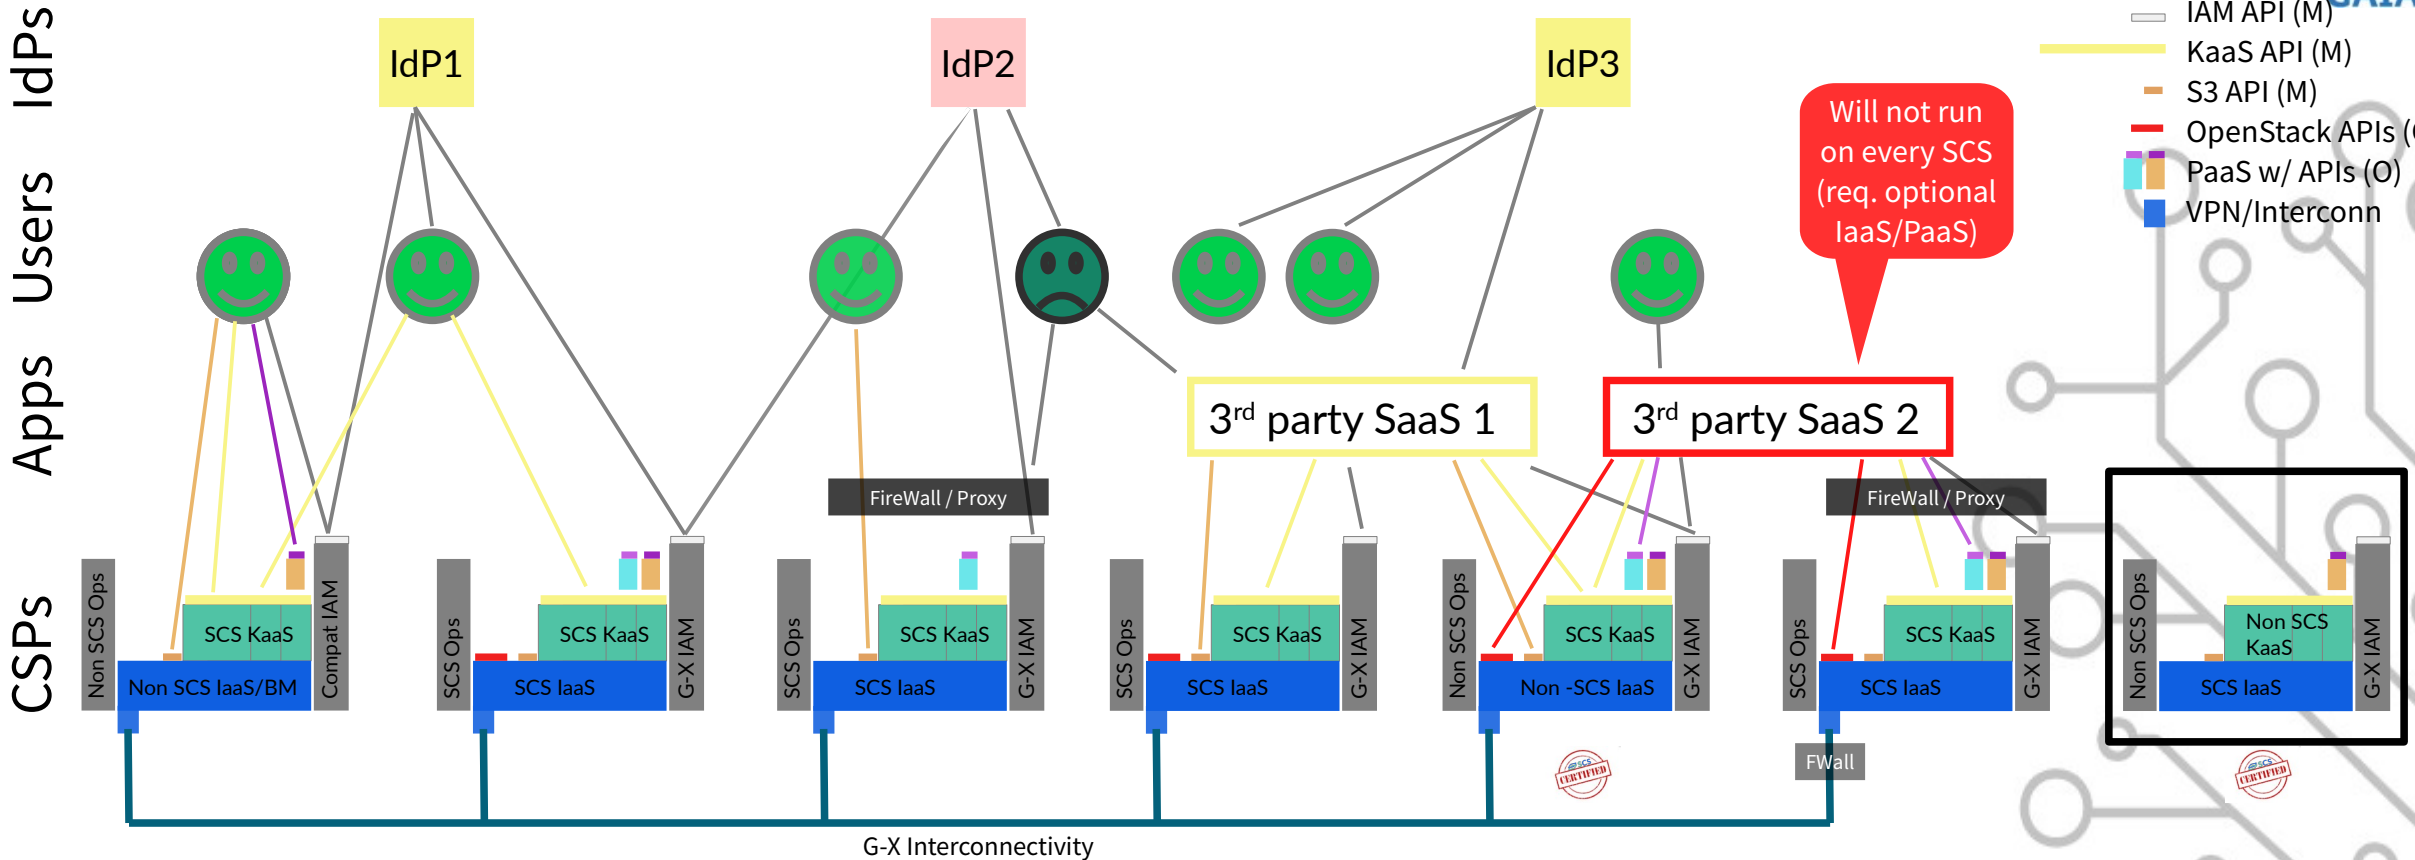 IdPs
Users
Apps
CSPs
IdP1
IdP2
IdP3
IAM API (M)
KaaS API (M)
S3 API (M)
OpenStack APIs (
PaaS w/ APIs (O)
VPN/Interconn
Will not run
on every SCS
(req. optional
IaaS/PaaS)
3rd party SaaS 1
3rd party SaaS 2
FireWall / Proxy
FireWall / Proxy
Non SCS Ops
SCS KaaS
Non SCS IaaS/BM
Compat IAM
SCS Ops
SCS KaaS
SCS IaaS
G-X IAM
SCS Ops
SCS KaaS
SCS IaaS
G-X IAM
SCS Ops
SCS KaaS
SCS IaaS
G-X IAM
Non SCS Ops
SCS KaaS
Non -SCS IaaS
G-X IAM
SCS Ops
SCS KaaS
SCS IaaS
G-X IAM
Non SCS Ops
Non SCS
KaaS
SCS IaaS
G-X IAM
SCS
CERTIFIED
FWall
SCS
CERTIFIED
G-X Interconnectivity